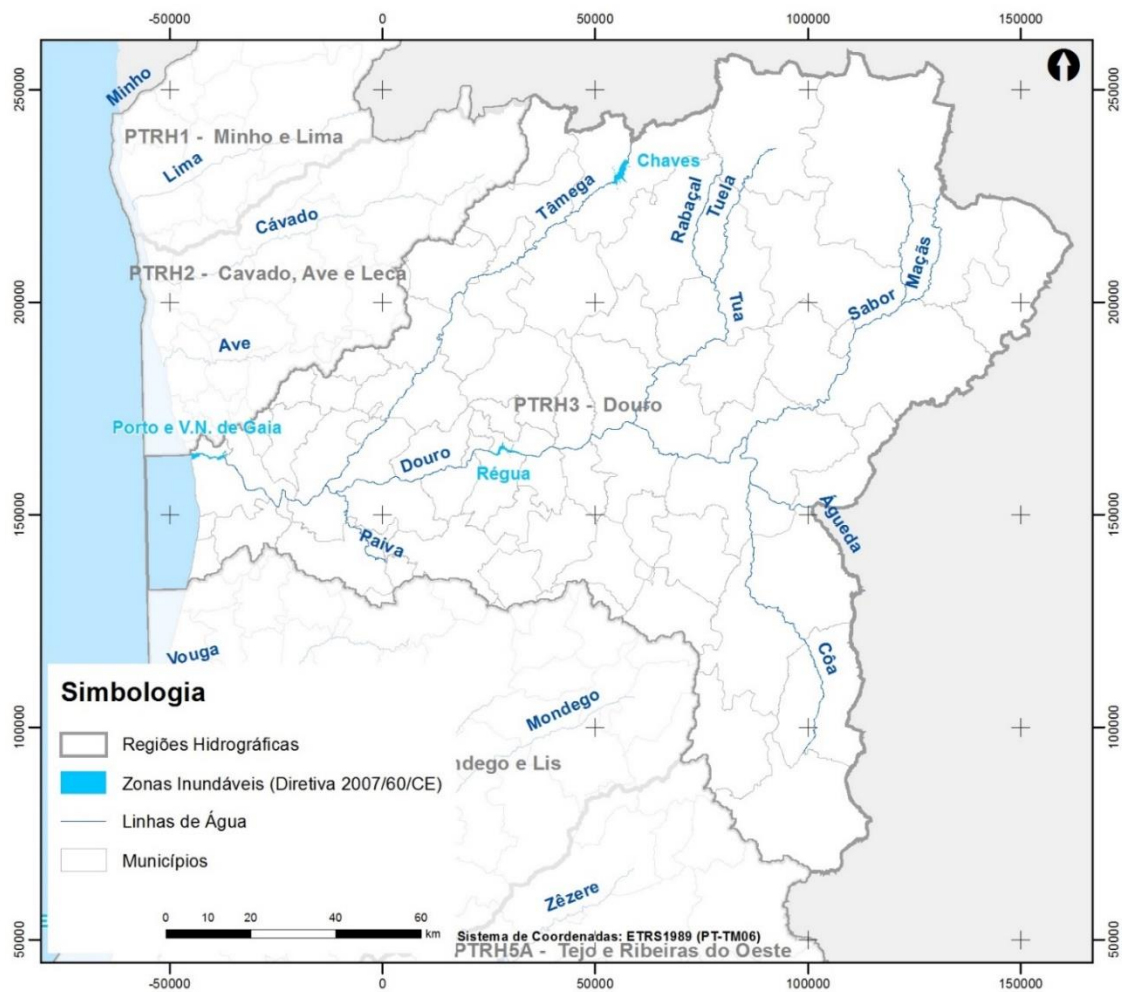 -50000 0 50000 100000 150000
250000 250000
Minho
PTRH1 - Minho e Lima
Lima
Chaves
Tâmega
Rabaçal
Tuela
Cávado
Maçãs
PTRH2 - Cavado, Ave e Leca
200000 200000
Sabor
Tua
Ave
PTRH3 - Douro
Porto e V.N. de Gaia
Douro
Régua
Águeda
150000 150000
Paiva
Vouga
Côa
Simbologia
Mondego
100000 100000
Regiões Hidrográficas
ndego e Lis
Zonas Inundáveis (Diretiva 2007/60/CE)
Linhas de Água
Municípios
Zêzere
0 10 20 40 60
km
Sistema de Coordenadas: ETRS1989 (PT-TM06)
50000 50000
PTRH5A - Tejo e Ribeiras do Oeste
-50000 0 50000 100000 150000